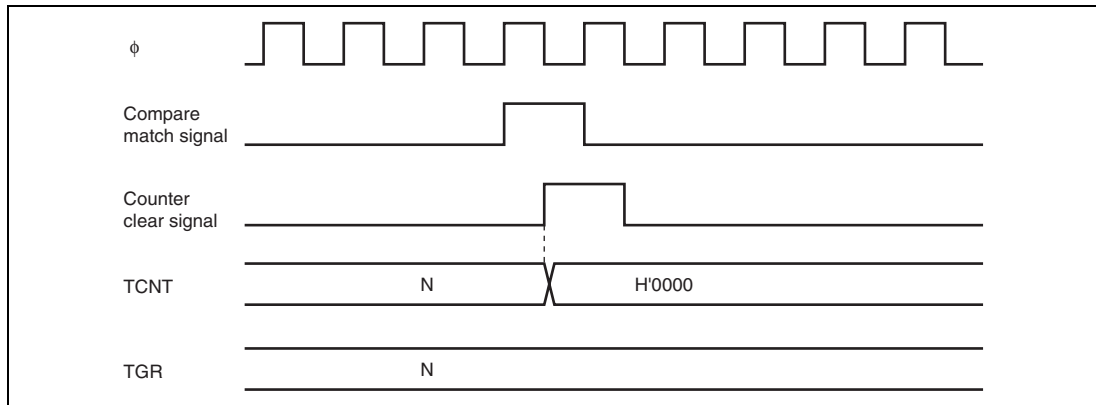 ϕ
Compare
match signal
Counter
clear signal
TCNT
N
H'0000
TGR
N